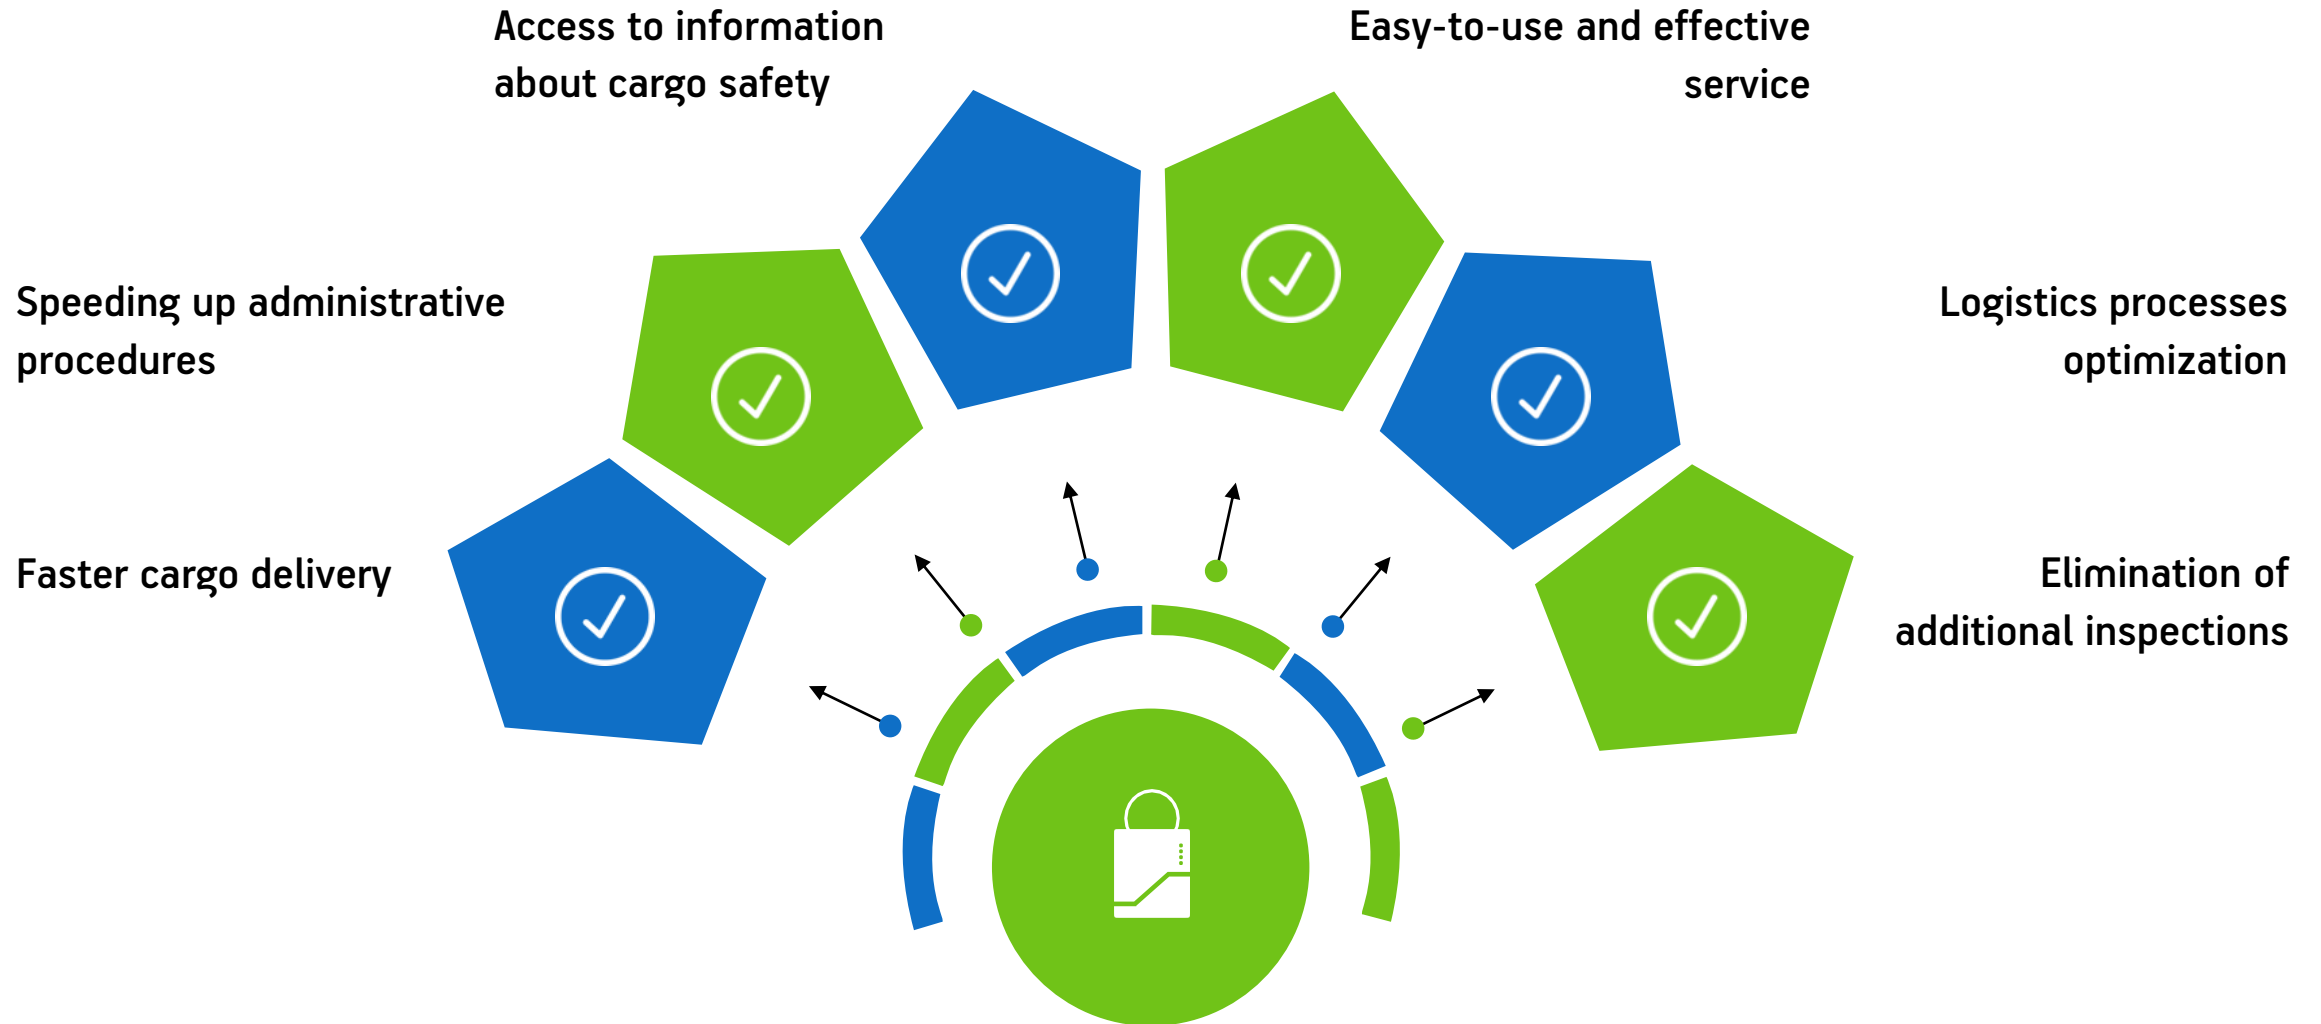 Access to information
about cargo safety
Easy-to-use and effective
service
Speeding up administrative
procedures
Logistics processes
optimization
Faster cargo delivery
Elimination of
additional inspections